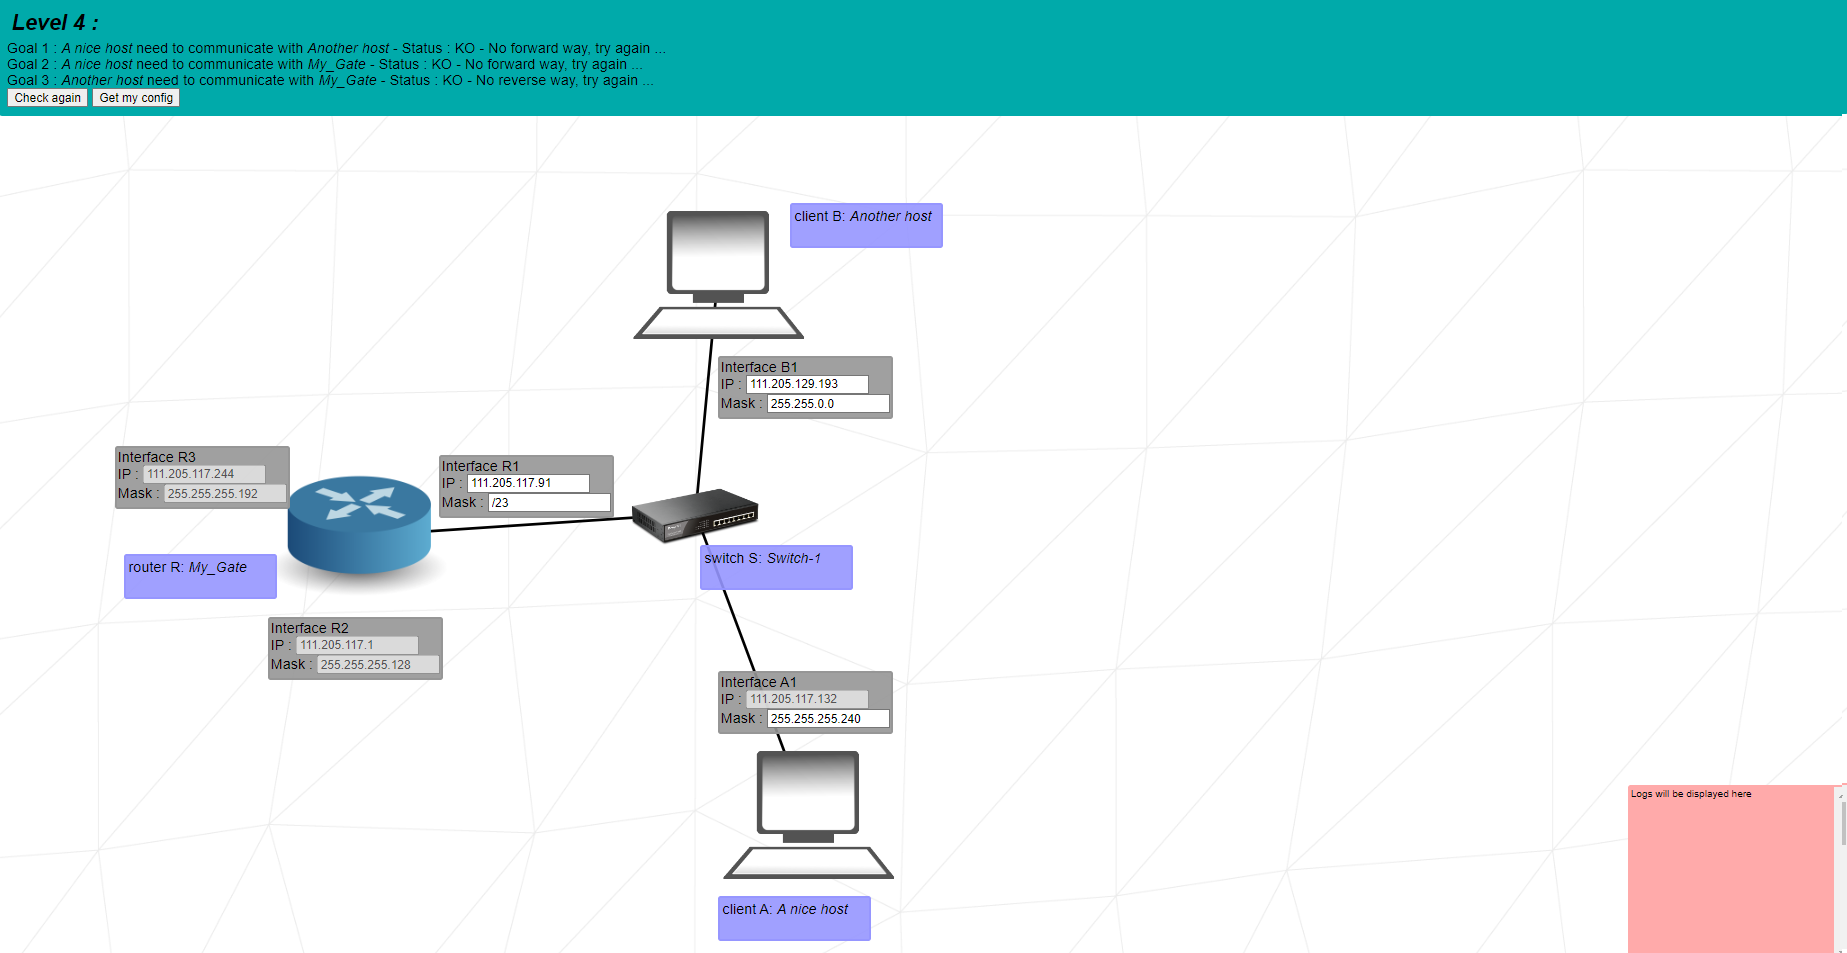 Level 4 :
Goal 1 : A nice host need to communicate with Another host - Status : KO - No forward way, try again ...
Goal 2 : A nice host need to communicate with My_Gate - Status : KO - No forward way, try again ...
Goal 3 : Another host need to communicate with My_Gate - Status : KO - No reverse way, try again ...
Check again Get my config
client B: Another host
Interface B1
IP : 111.205.129.193
Mask : 255.255.0.0
Interface R3
IP : 111.205.117.244
Mask : 255.255.255.192
Interface R1
IP : 111.205.117.91
Mask : /23
router R: My_Gate
switch S: Switch-1
Interface R2
IP : 111.205.117.1
Mask : 255.255.255.128
Interface A1
IP : 111.205.117.132
Mask : 255.255.255.240
Logs will be displayed here
client A: A nice host